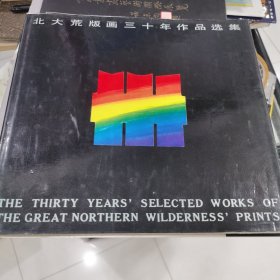 北大荒版画三十年作品选集
THE THIRTY YEARS' SELECTED WORKS OF
THE GREAT NORTHERN WILDERNESS' PRINTS